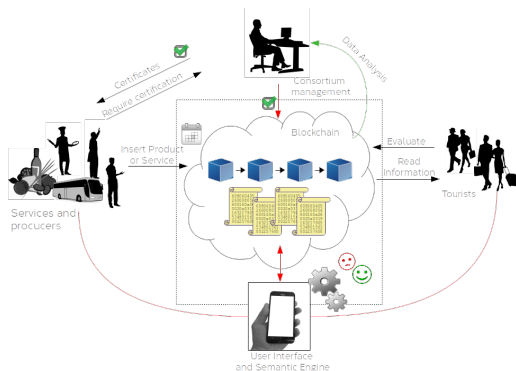 Certificates
Require certification
Consortium
management
Data Analysis
Blockchain
Insert Product
or Service
Evaluate
Read
Information
Services and
procucers
Tourists
User Interface
and Semantic Engine